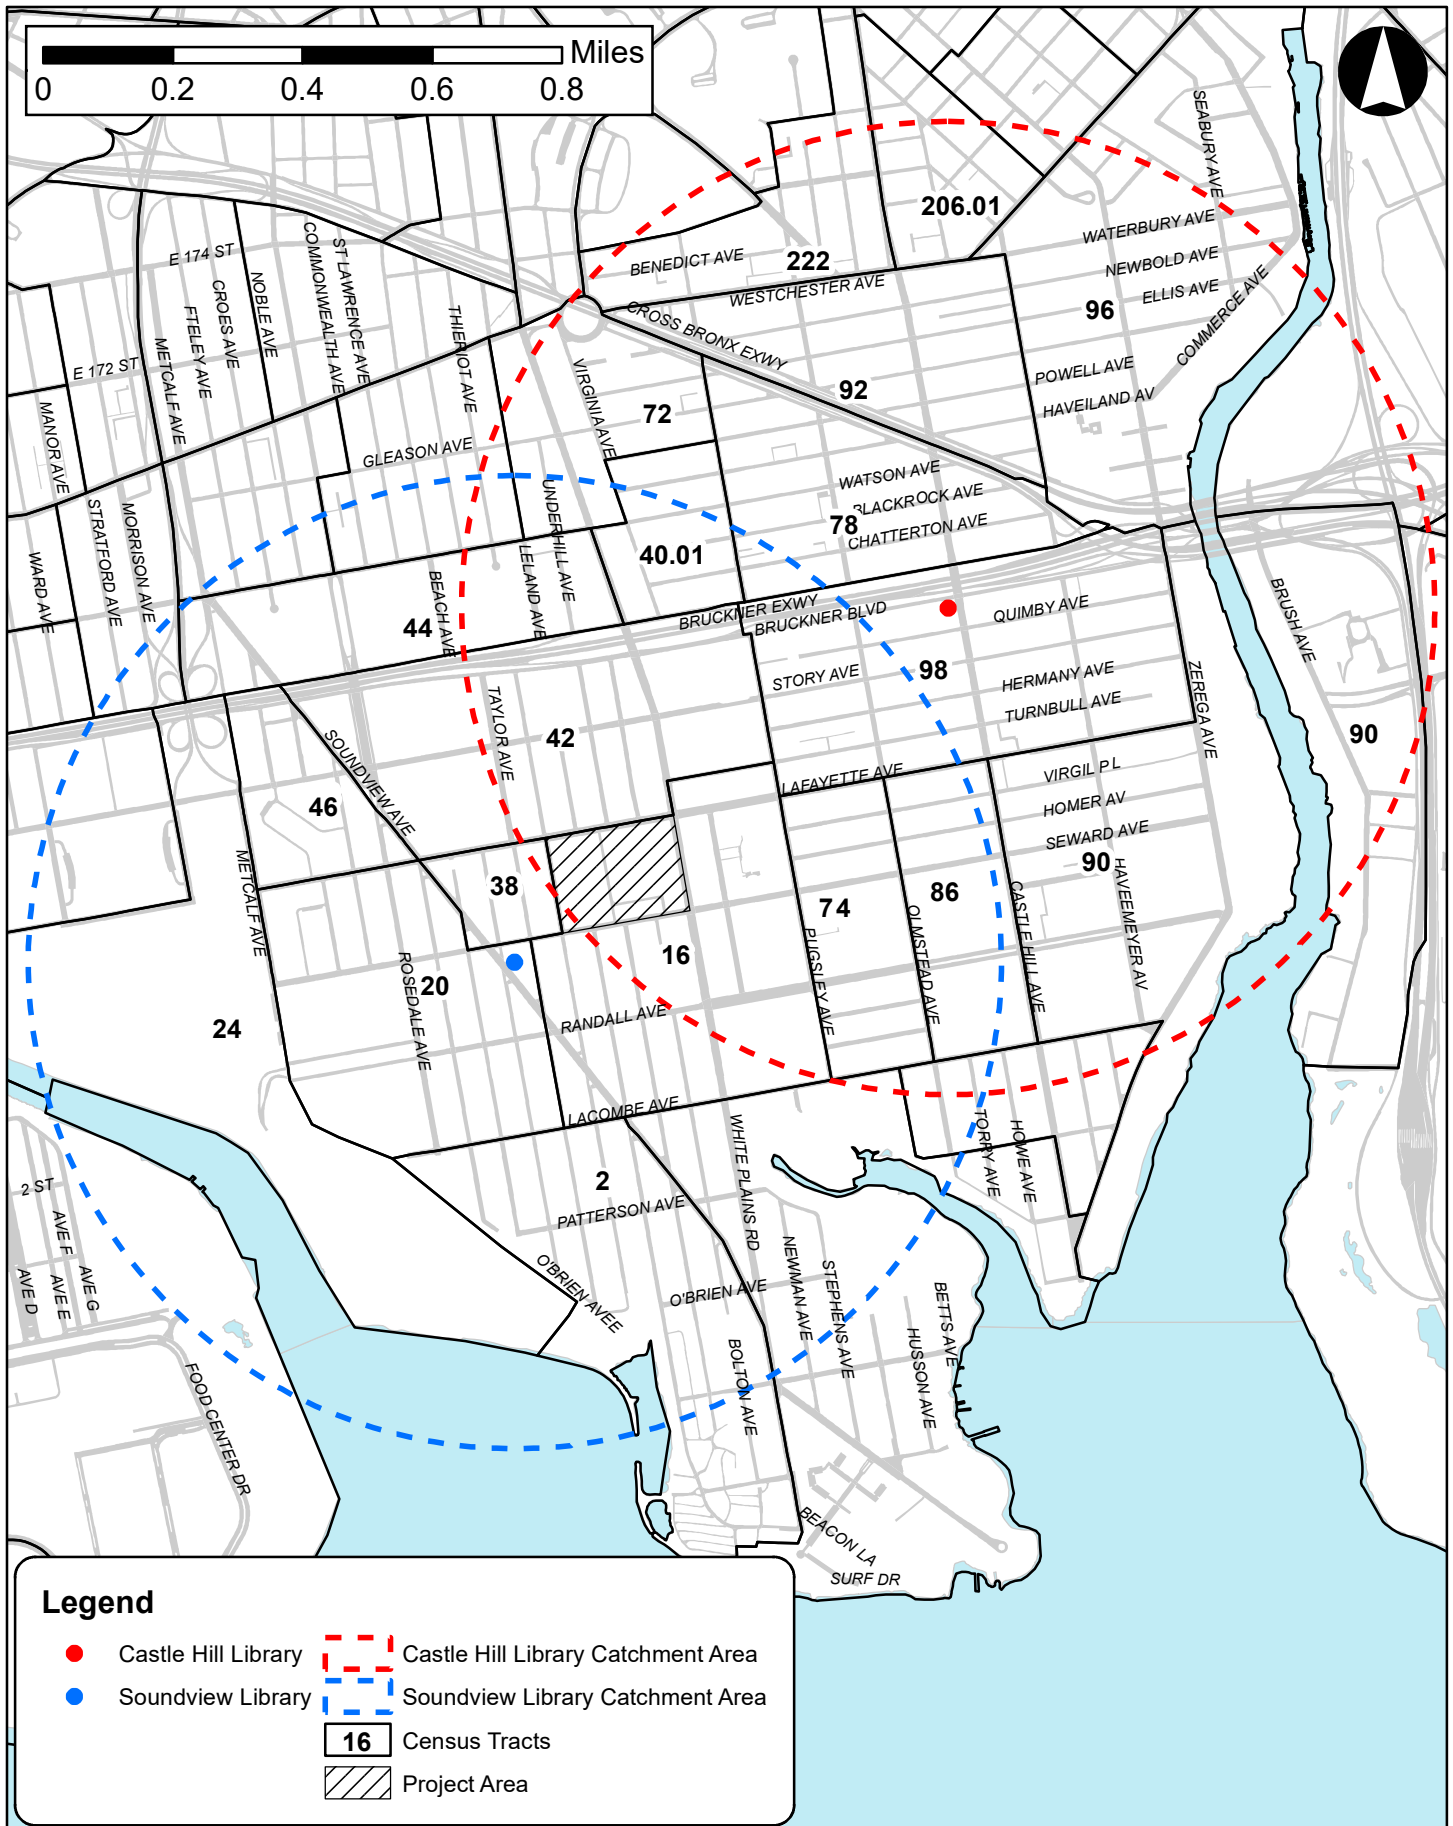 Miles
0 0.2 0.4 0.6 0.8
SEABURY AVE
206.01
WATERBURY AVE
E 174 ST
COMMONWEALTH AVE
ST LAWRENCE AVE
BENEDICT AVE
222
NEWBOLD AVE
WESTCHESTER AVE
ELLIS AVE
COMMERCE AVE
NOBLE AVE
CROES AVE
FTELEY AVE
THIERIOT AVE
CROSS BRONX EXWY
96
METCALF AVE
E 172 ST
VIRGINIA AVE
POWELL AVE
92
HAVEILAND AV
72
MANOR AVE
GLEASON AVE
WATSON AVE
BLACKROCK AVE
78
CHATTERTON AVE
STRATFORD AVE
MORRISON AVE
UNDERHILL AVE
LELAND AVE
40.01
WARD AVE
BEACH AVE
44
BRUCKNER EXWY
BRUCKNER BLVD
QUIMBY AVE
BRUSH AVE
STORY AVE
98
HERMANY AVE
TURNBULL AVE
ZEREGA AVE
TAYLOR AVE
42
90
SOUNDVIEW AVE
LAFAYETTE AVE
VIRGIL PL
46
HOMER AV
SEWARD AVE
METCALF AVE
38
90
HAVEEMEYER AV
86
74
CASTLE HILL AVE
OLMSTEAD AVE
PUGSLEY AVE
16
ROSEDALE AVE
20
24
RANDALL AVE
LACOMBE AVE
WHITE PLAINS RD
TORRY AVE
HOWE AVE
2
2 ST
PATTERSON AVE
AVE F
AVE G
AVE E
AVE D
O'BRIEN AVEE
O'BRIEN AVE
NEWMAN AVE
STEPHENS AVE
BETTS AVE
HUSSON AVE
BOLTON AVE
FOOD CENTER DR
BEACON LA
SURF DR
Legend
Castle Hill Library
Castle Hill Library Catchment Area
Soundview Library
Soundview Library Catchment Area
16 Census Tracts
Project Area